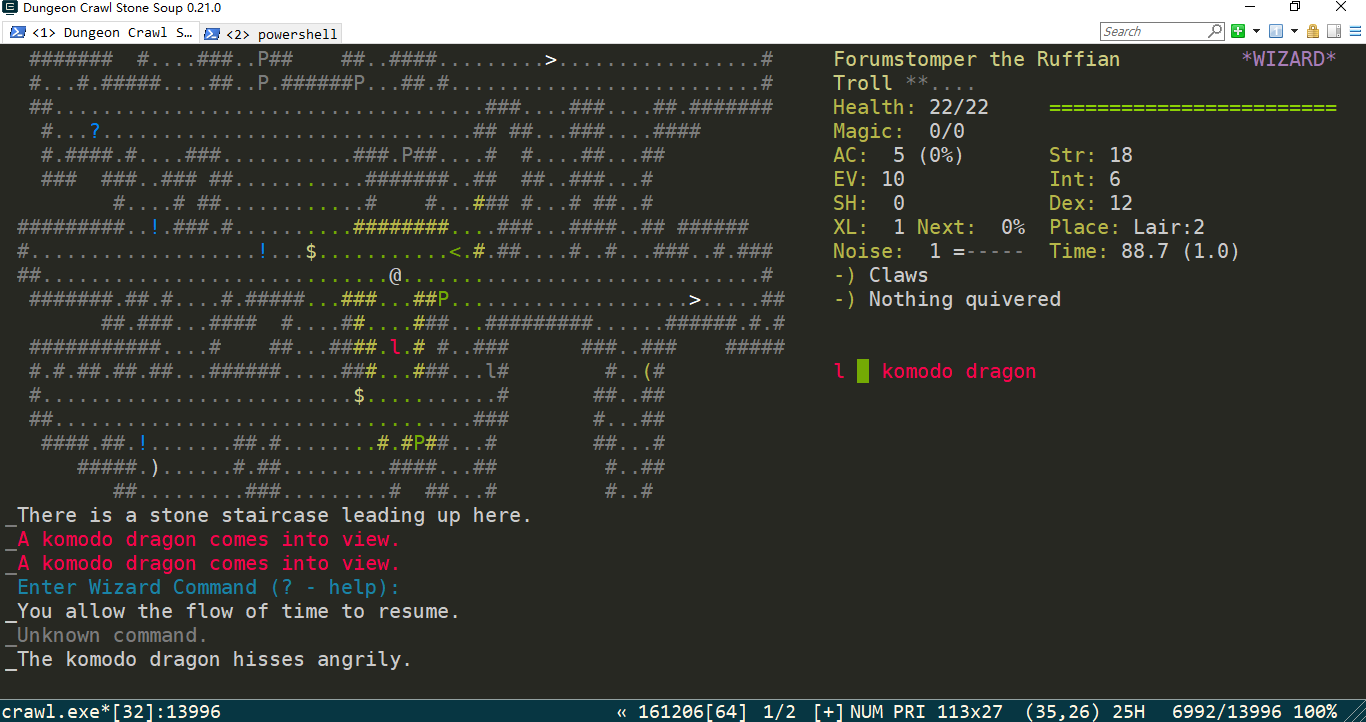 Dungeon Crawl Stone Soup 0.21.0
<1> Dungeon Crawl S... <2> powershell Search
  #######  #....###..P##    ##..####.........>.................#     Forumstomper the Ruffian          *WIZARD*
  #...#.#####....##..P.######P...##.#..........................#     Troll **....
  ##....................................###....###....##.#######     Health: 22/22     ========================
   #...?...............................## ##...###....####           Magic:  0/0
   #.####.#....###...........###.P##....#  #....##...##              AC:  5 (0%)       Str: 18
   ###  ###..### ##...........#######..##  ##..###...#               EV: 10            Int: 6
         #....# ##............#    #...### #...# ##..#               SH:  0            Dex: 12
 #########..!.###.#..........########....###...####..## ######       XL:  1 Next:  0%  Place: Lair:2
 #...................!...$...........<.#.##....#..#...###..#.###     Noise:  1 =-----  Time: 88.7 (1.0)
 ##.............................@..............................#     -) Claws
  #######.##.#....#.#####...###...##P....................>.....##    -) Nothing quivered
        ##.###...####  #....##....###...#########......######.#.#
  ###########....#    ##...####.l.# #..###      ###..###    #####
  #.#.##.##.##...######.....###...###...l#        #..(#              l   komodo dragon
  #..........................$...........#       ##..##
  ##...................................###       #...##
   ####.##.!.......##.#........#.#P##...#        ##...#
      #####.)......#.##.........####...##         #..##
         ##.........###.........#  ##...#         #..#
_There is a stone staircase leading up here.
_A komodo dragon comes into view.
_A komodo dragon comes into view.
Enter Wizard Command (? - help):
_You allow the flow of time to resume.
_Unknown command.
_The komodo dragon hisses angrily.
crawl.exe*[32]:13996 « 161206[64] 1/2 [+] NUM PRI 113x27 (35,26) 25H 6992/13996 100%